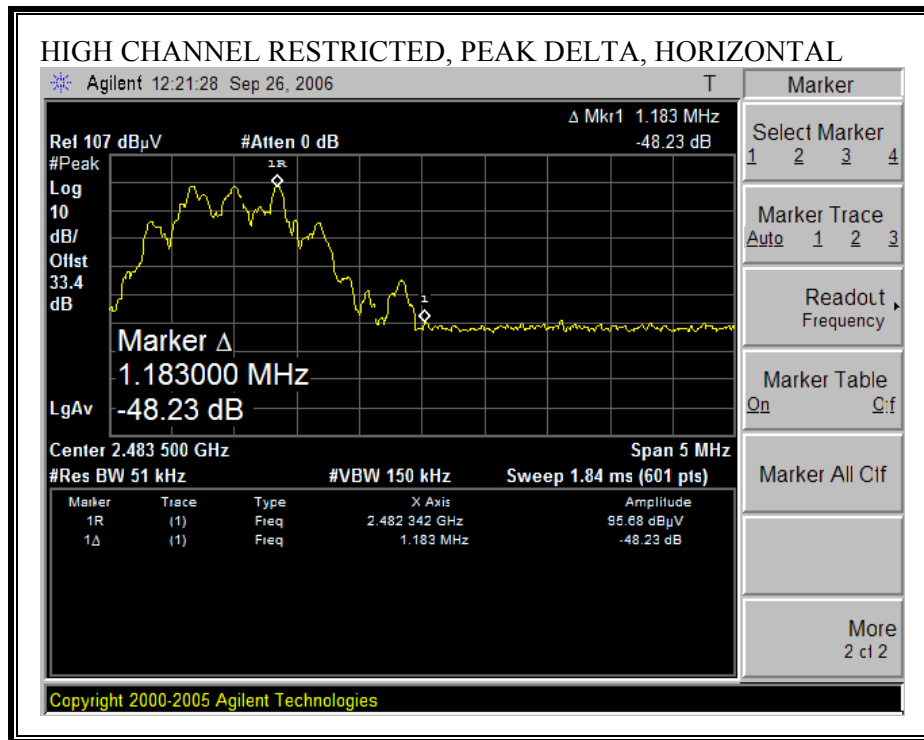 HIGH CHANNEL RESTRICTED, PEAK DELTA, HORIZONTAL
Agilent 12:21:28 Sep 26, 2006 T
Δ Mkr1 1.183 MHz
Ref 107 dBµV #Atten 0 dB -48.23 dB
#Peak
Log
10
dB/
Offst
33.4
dB
1R
1
Marker Δ
1.183000 MHz
-48.23 dB
LgAv
Center 2.483 500 GHz Span 5 MHz
#Res BW 51 kHz #VBW 150 kHz Sweep 1.84 ms (601 pts)
Marker Trace Type X Axis Amplitude
1R (1) Freq 2.482 342 GHz 95.68 dBµV
1Δ (1) Freq 1.183 MHz -48.23 dB
Copyright 2000-2005 Agilent Technologies
Marker
Select Marker
1 2 3 4
Marker Trace
Auto 1 2 3
Readout
Frequency
Marker Table
On Off
Marker All Off
More
2 of 2